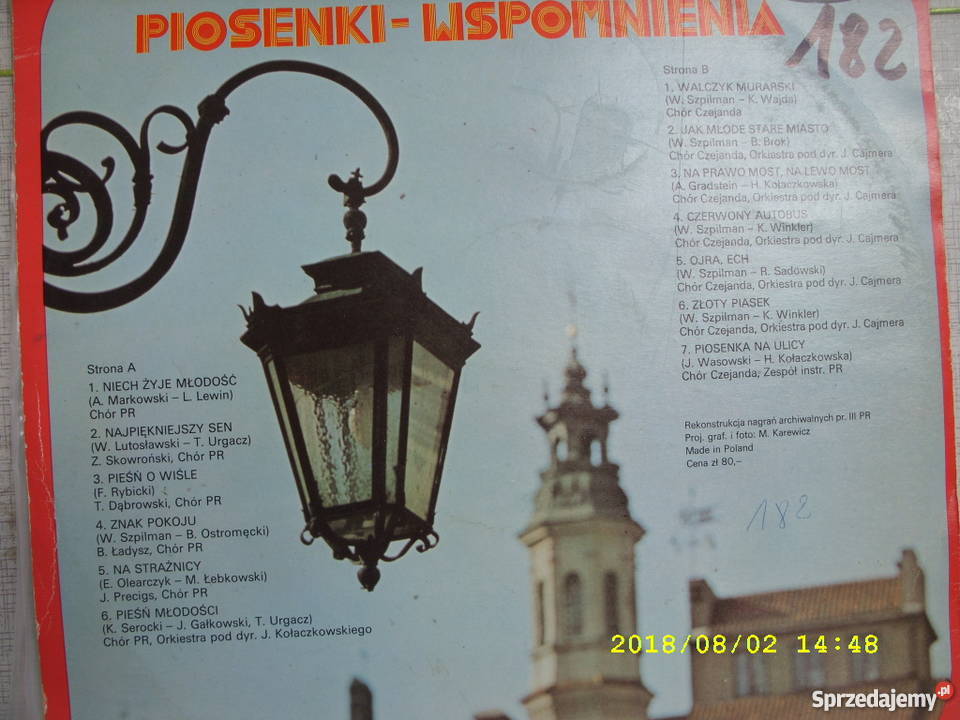 PIOSENKI-WSPOMNIENIA
182
Strona B
1. WALCZYK MURARSKI
(W. Szpilman – K. Wajda)
Chór Czejanda
2. JAK MŁODE STARE MIASTO
(W. Szpilman – B. Brok)
Chór Czejanda, Orkiestra pod dyr. J. Cajmera
3. NA PRAWO MOST, NA LEWO MOST
(A. Gradstein – H. Kołaczkowska)
Chór Czejanda, Orkiestra pod dyr. J. Cajmera
4. CZERWONY AUTOBUS
(W. Szpilman – K. Winkler)
Chór Czejanda, Orkiestra pod dyr. J. Cajmera
5. OJRA, ECH
(W. Szpilman – R. Sadowski)
Chór Czejanda, Orkiestra pod dyr. J. Cajmera
6. ZŁOTY PIASEK
(W. Szpilman – K. Winkler)
Chór Czejanda, Orkiestra pod dyr. J. Cajmera
7. PIOSENKA NA ULICY
(J. Wasowski – H. Kołaczkowska)
Chór Czejanda, Zespół instr. PR
Strona A
1. NIECH ŻYJE MŁODOŚĆ
(A. Markowski – L. Lewin)
Chór PR
2. NAJPIĘKNIEJSZY SEN
(W. Lutosławski – T. Urgacz)
Z. Skowroński, Chór PR
3. PIEŚŃ O WIŚLE
(F. Rybicki)
T. Dąbrowski, Chór PR
4. ZNAK POKOJU
(W. Szpilman – B. Ostromęcki)
B. Ładysz, Chór PR
5. NA STRAŻNICY
(E. Olearczyk – M. Łebkowski)
J. Precigs, Chór PR
6. PIEŚŃ MŁODOŚCI
(K. Serocki – J. Gałkowski, T. Urgacz)
Chór PR, Orkiestra pod dyr. J. Kołaczkowskiego
Rekonstrukcja nagrań archiwalnych pr. III PR
Proj. graf. i foto: M. Karewicz
Made in Poland
Cena zł 80,–
182
2018/08/02 14:48
Sprzedajemy.pl